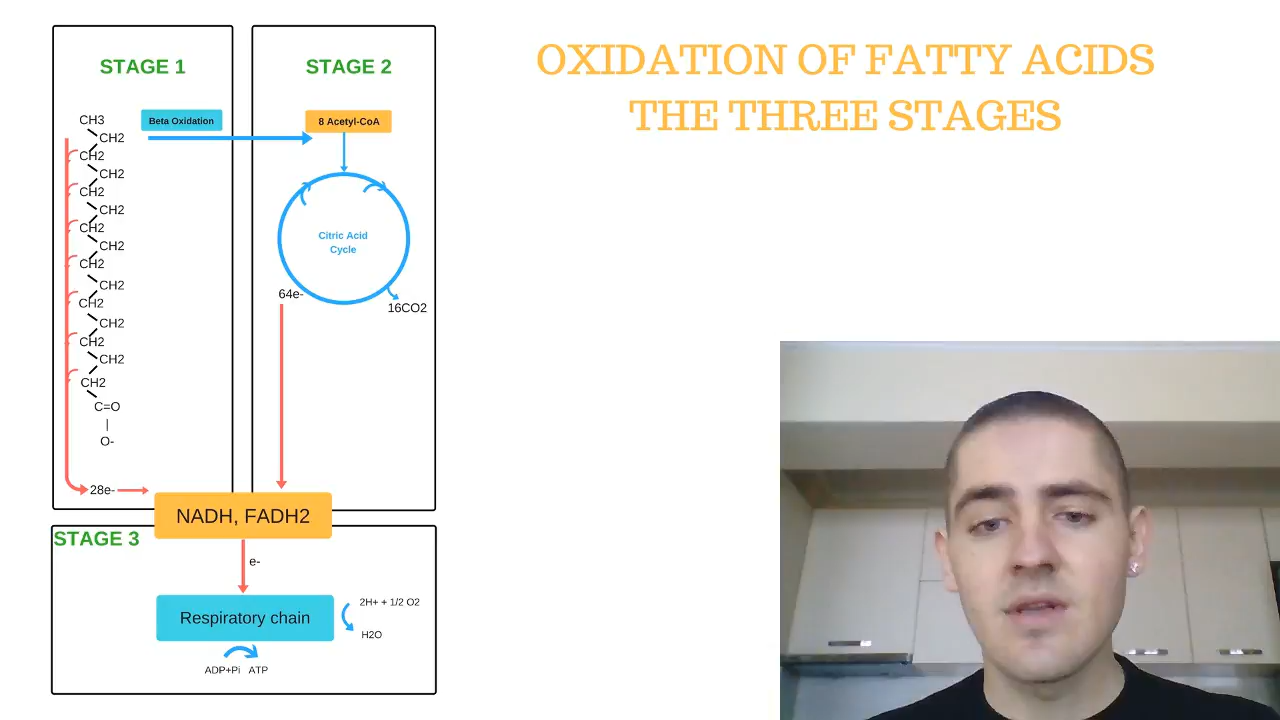 OXIDATION OF FATTY ACIDS
THE THREE STAGES
STAGE 1
Beta Oxidation
CH3
CH2
CH2
CH2
CH2
CH2
CH2
CH2
CH2
CH2
CH2
CH2
CH2
CH2
CH2
C=O
|
O-
28e-
STAGE 2
8 Acetyl-CoA
Citric Acid
Cycle
64e-
16CO2
NADH, FADH2
STAGE 3
e-
Respiratory chain
2H+ + 1/2 O2
H2O
ADP+Pi ATP